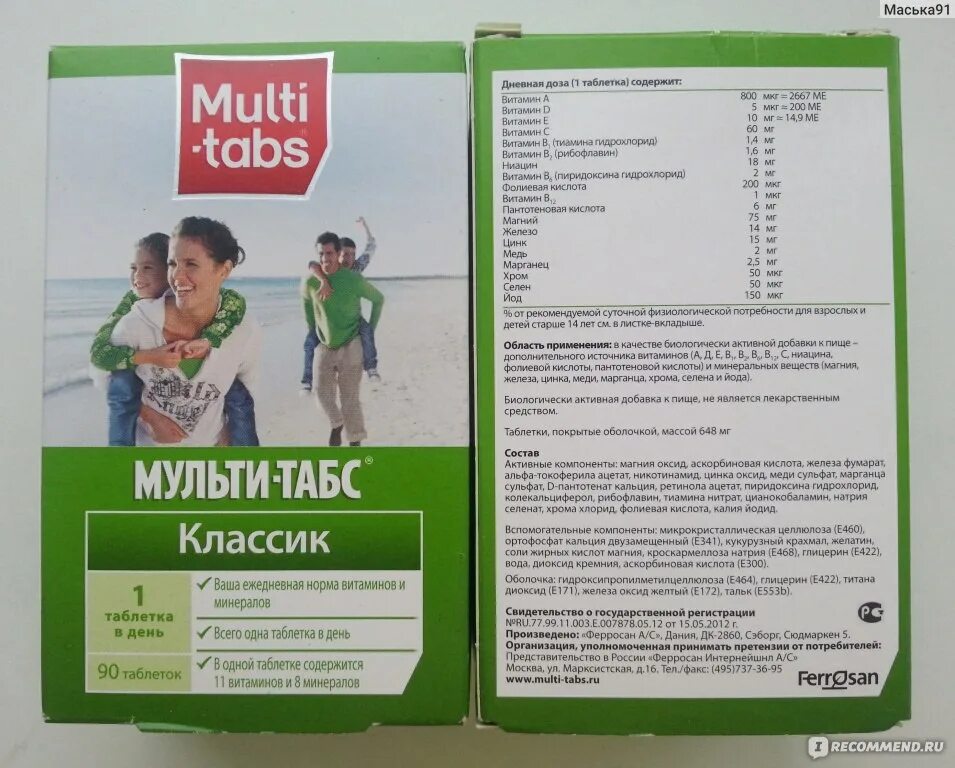 Маська91
Multi
-tabs®
МУЛЬТИ-ТАБС®
Классик
1
таблетка
в день
90 таблеток
Ваша ежедневная норма витаминов и
минералов
Всего одна таблетка в день
В одной таблетке содержится
11 витаминов и 8 минералов
Дневная доза (1 таблетка) содержит:
Витамин А 800 мкг = 2667 МЕ
Витамин D 5 мкг = 200 МЕ
Витамин Е 10 мг = 14,9 МЕ
Витамин С 60 мг
Витамин В1 (тиамина гидрохлорид) 1,4 мг
Витамин В2 (рибофлавин) 1,6 мг
Ниацин 18 мг
Витамин В6 (пиридоксина гидрохлорид) 2 мг
Фолиевая кислота 200 мкг
Витамин В12 1 мкг
Пантотеновая кислота 6 мг
Магний 75 мг
Железо 14 мг
Цинк 15 мг
Медь 2 мг
Марганец 2,5 мг
Хром 50 мкг
Селен 50 мкг
Йод 150 мкг
% от рекомендуемой суточной физиологической потребности для взрослых и
детей старше 14 лет см. в листке-вкладыше.
Область применения: в качестве биологически активной добавки к пище –
дополнительного источника витаминов (А, Д, Е, В1, В2, В6, В12, С, ниацина,
фолиевой кислоты, пантотеновой кислоты) и минеральных веществ (магния,
железа, цинка, меди, марганца, хрома, селена и йода).
Биологически активная добавка к пище, не является лекарственным
средством.
Таблетки, покрытые оболочкой, массой 648 мг
Состав
Активные компоненты: магния оксид, аскорбиновая кислота, железа фумарат,
альфа-токоферила ацетат, никотинамид, цинка оксид, меди сульфат, марганца
сульфат, D-пантотенат кальция, ретинола ацетат, пиридоксина гидрохлорид,
колекальциферол, рибофлавин, тиамина нитрат, цианокобаламин, натрия
селенат, хрома хлорид, фолиевая кислота, калия йодид.
Вспомогательные компоненты: микрокристаллическая целлюлоза (Е460),
ортофосфат кальция двузамещенный (Е341), кукурузный крахмал, желатин,
соли жирных кислот магния, кроскармеллоза натрия (Е468), глицерин (Е422),
вода, диоксид кремния, аскорбиновая кислота (Е300).
Оболочка: гидроксипропилметилцеллюлоза (Е464), глицерин (Е422), титана
диоксид (Е171), железа оксид желтый (Е172), тальк (Е553b).
Свидетельство о государственной регистрации
№RU.77.99.11.003.E.007878.05.12 от 15.05.2012 г.
Произведено: «Ферросан А/С», Дания, ДК-2860, Сэборг, Сюдмаркен 5.
Организация, уполномоченная принимать претензии от потребителей:
Представительство в России «Ферросан Интернейшнл А/С»
Москва, ул. Марксистская, д.16, Тел./факс: (495)737-36-95
www.multi-tabs.ru
Ferrosan
I RECOMMEND.RU